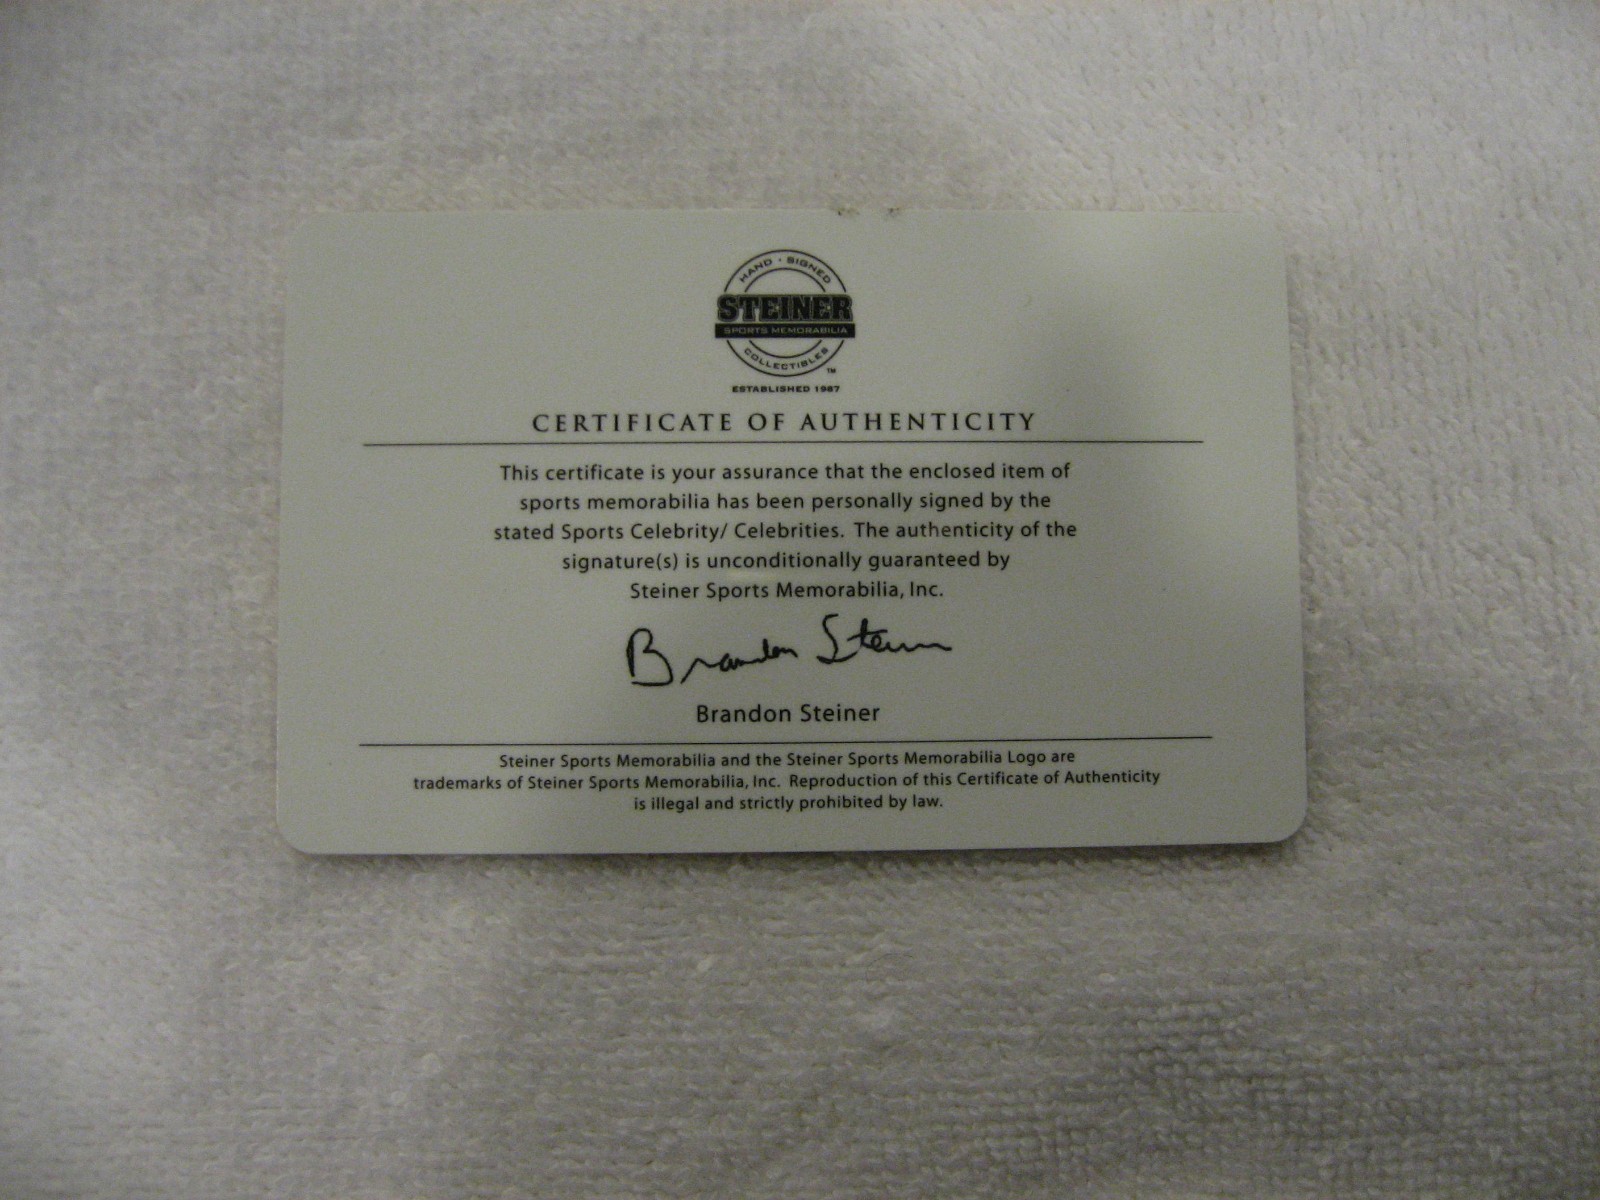 HAND · SIGNED
STEINER
SPORTS MEMORABILIA
COLLECTIBLES
TM
ESTABLISHED 1987
CERTIFICATE OF AUTHENTICITY
This certificate is your assurance that the enclosed item of
sports memorabilia has been personally signed by the
stated Sports Celebrity/ Celebrities. The authenticity of the
signature(s) is unconditionally guaranteed by
Steiner Sports Memorabilia, Inc.
Brandon Steiner
Brandon Steiner
Steiner Sports Memorabilia and the Steiner Sports Memorabilia Logo are
trademarks of Steiner Sports Memorabilia, Inc. Reproduction of this Certificate of Authenticity
is illegal and strictly prohibited by law.